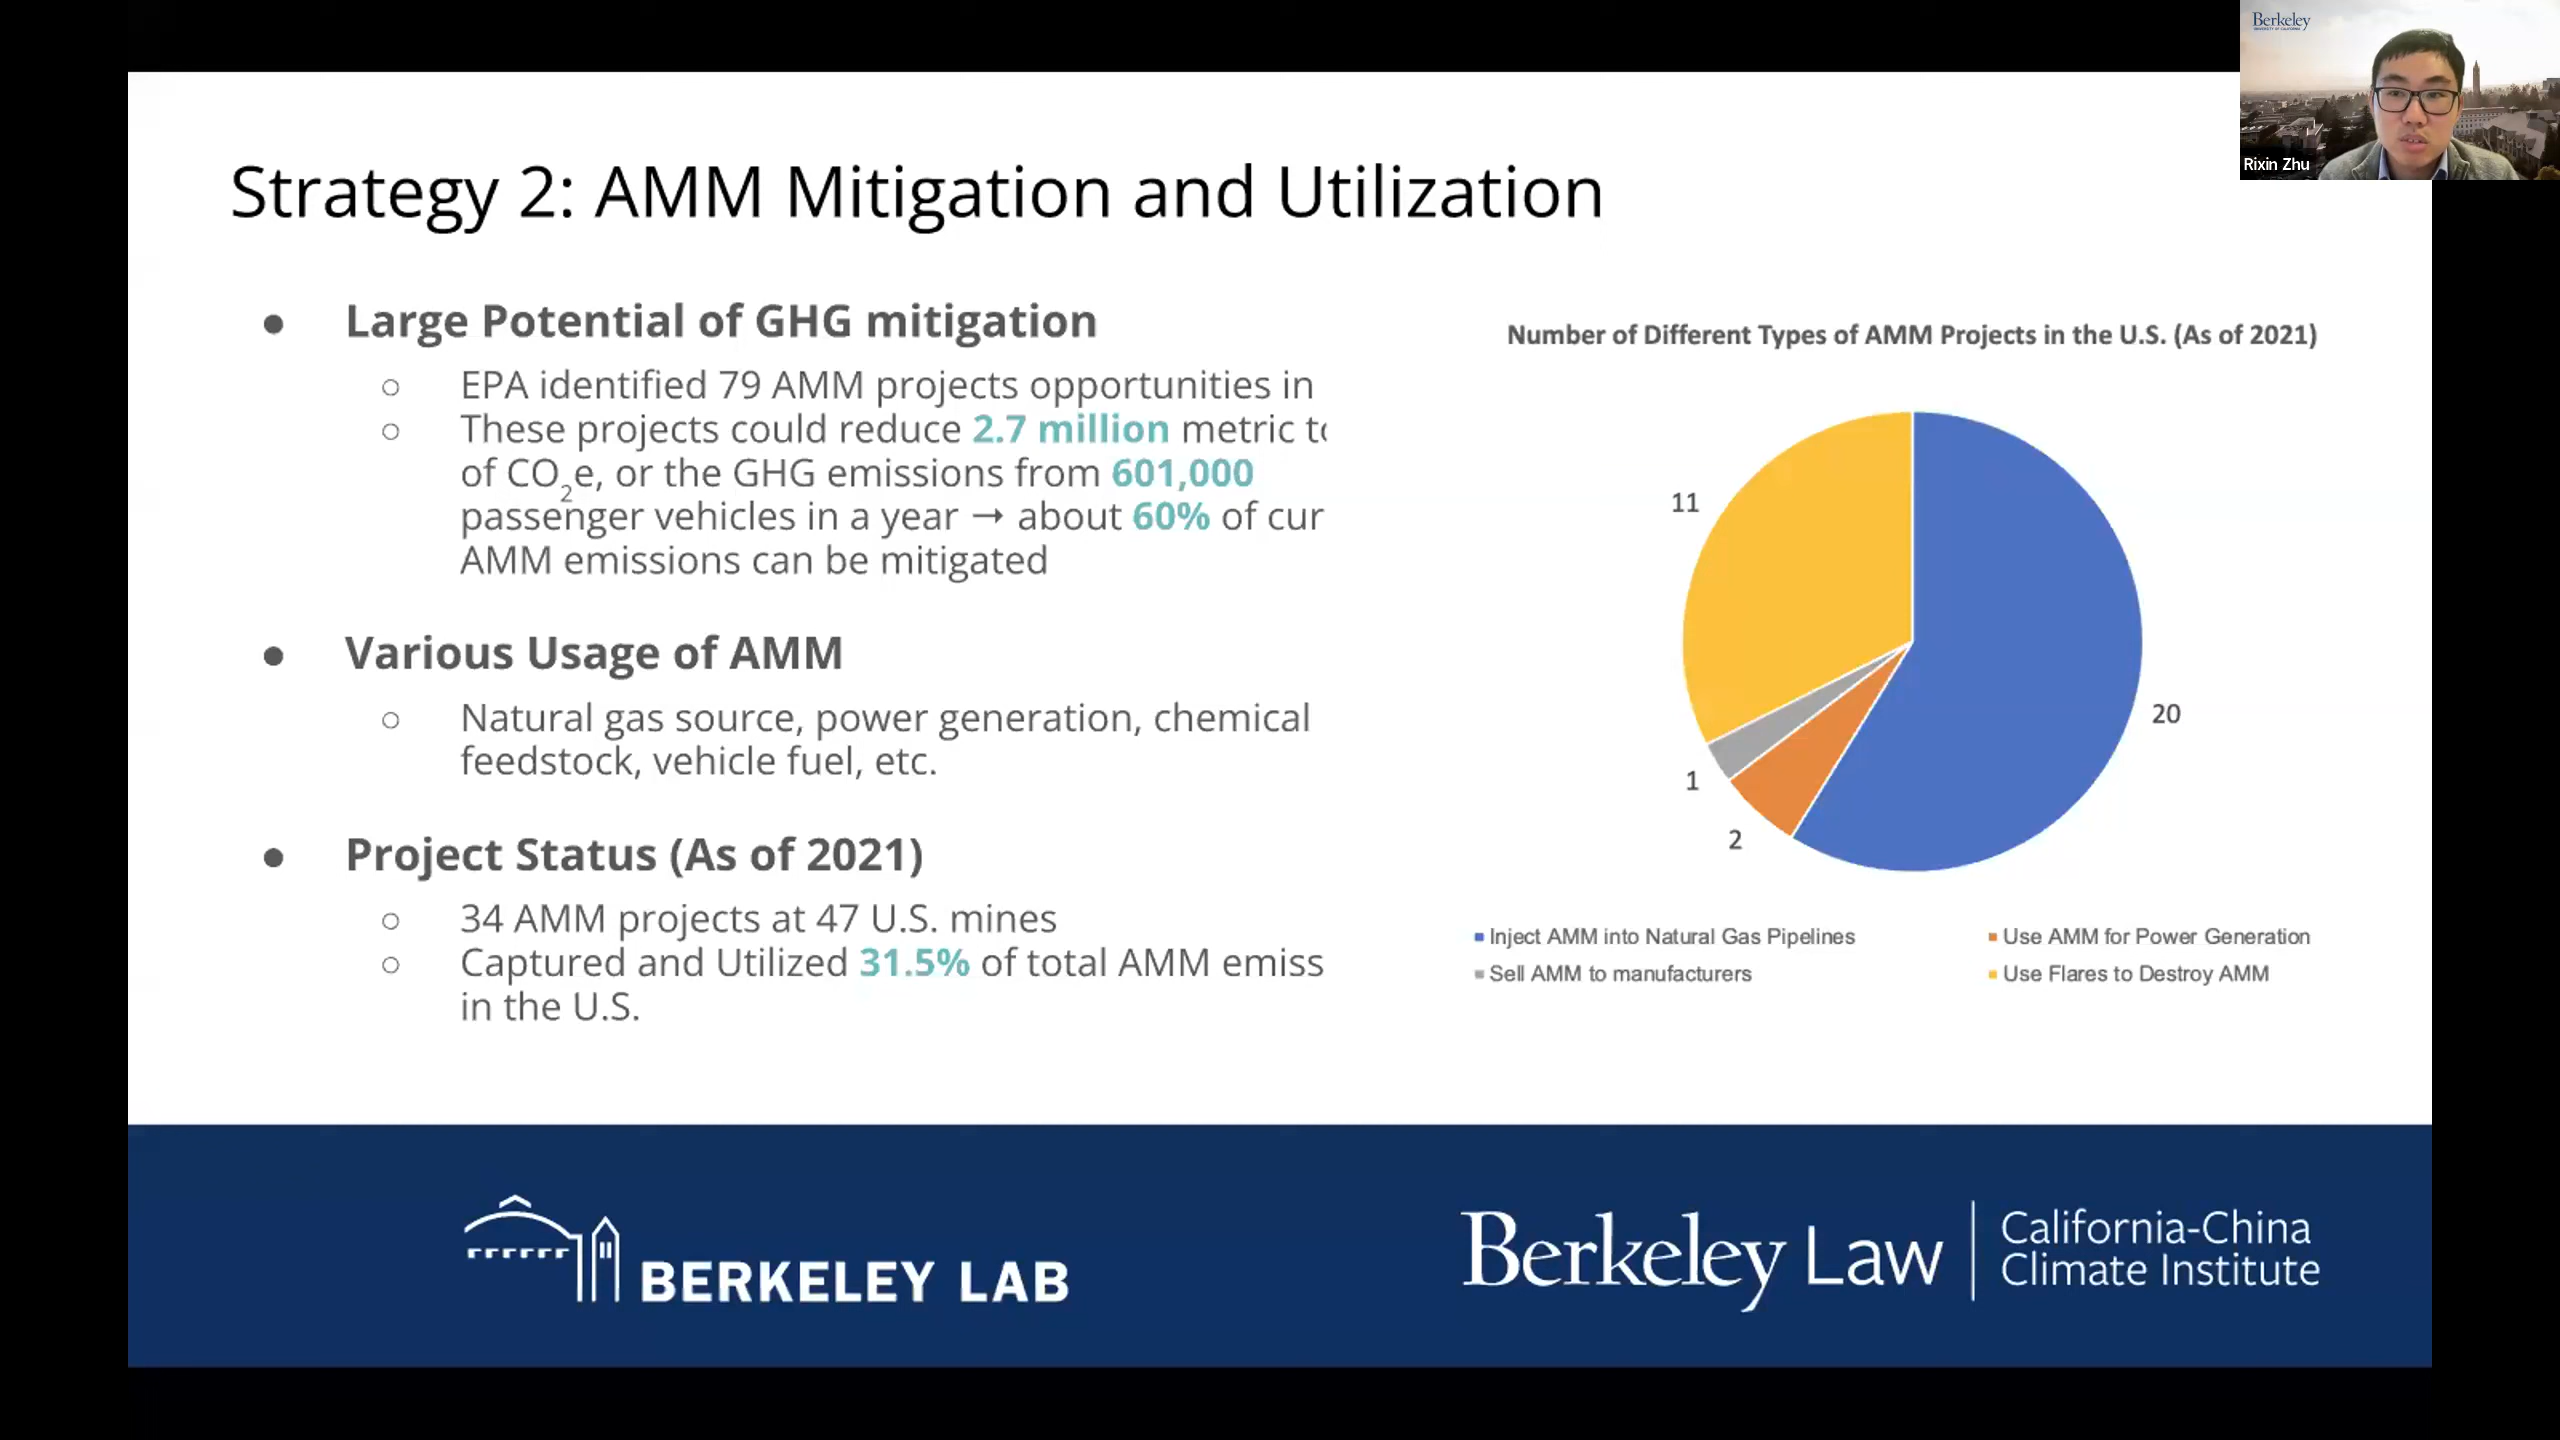 Berkeley
Rixin Zhu
Strategy 2: AMM Mitigation and Utilization
● Large Potential of GHG mitigation
○ EPA identified 79 AMM projects opportunities in
○ These projects could reduce 2.7 million metric
of CO₂e, or the GHG emissions from 601,000
passenger vehicles in a year → about 60% of cur
AMM emissions can be mitigated
● Various Usage of AMM
○ Natural gas source, power generation, chemical
feedstock, vehicle fuel, etc.
● Project Status (As of 2021)
○ 34 AMM projects at 47 U.S. mines
○ Captured and Utilized 31.5% of total AMM emiss
in the U.S.
Number of Different Types of AMM Projects in the U.S. (As of 2021)
11
20
1
2
Inject AMM into Natural Gas Pipelines
Use AMM for Power Generation
Sell AMM to manufacturers
Use Flares to Destroy AMM
BERKELEY LAB
Berkeley Law
California-China
Climate Institute